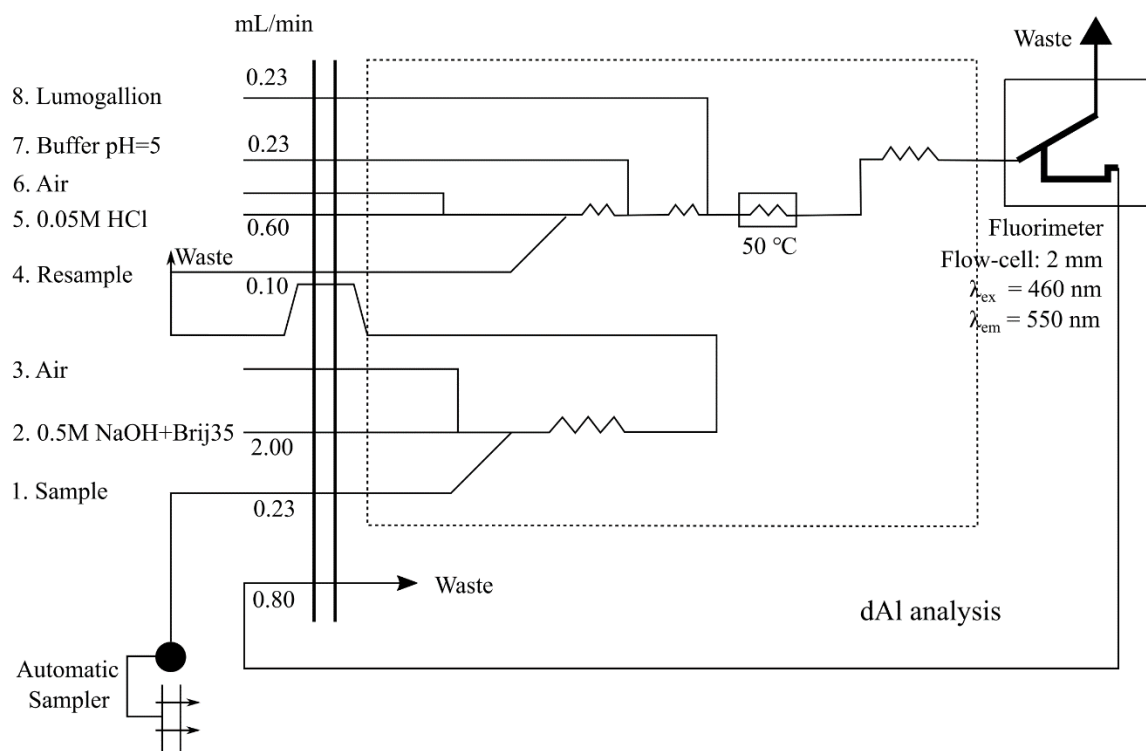 mL/min
Waste
8. Lumogallion
0.23
7. Buffer pH=5
0.23
6. Air
5. 0.05M HCl
0.60
50 °C
Fluorimeter
Flow-cell: 2 mm
λex = 460 nm
λem = 550 nm
Waste
4. Resample
0.10
3. Air
2. 0.5M NaOH+Brij35
2.00
1. Sample
0.23
Waste
0.80
dAl analysis
Automatic
Sampler